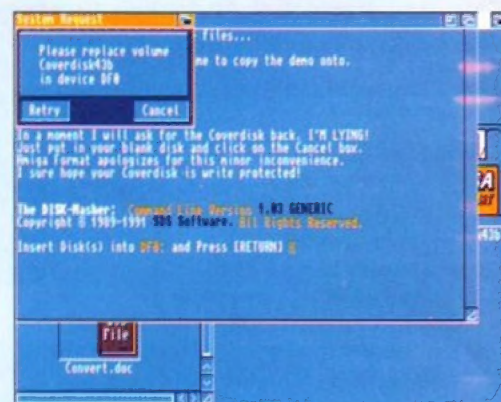 System Request
Please replace volume
Coverdisk43b
in device DF0
Retry Cancel
files...
me to copy the demo onto.
In a moment I will ask for the Coverdisk back, I'M LYING!
Just pyt in your blank disk and click on the Cancel box.
Amiga Format apologizes for this minor inconvenience.
I sure hope your Coverdisk is write protected!
The DISK-Masher: Command Line Version 1.03 GENERIC
Copyright © 1989-1991 SDS Software. All Rights Reserved.
Insert Disk(s) into DF0: and Press [RETURN]
43b
File
Convert.doc